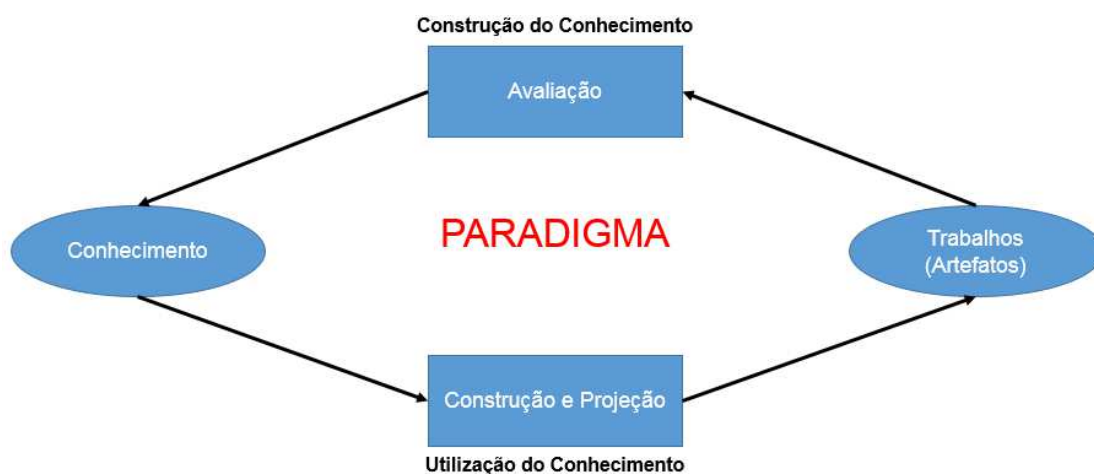 Construção do Conhecimento
Avaliação
Conhecimento
PARADIGMA
Trabalhos
(Artefatos)
Construção e Projeção
Utilização do Conhecimento